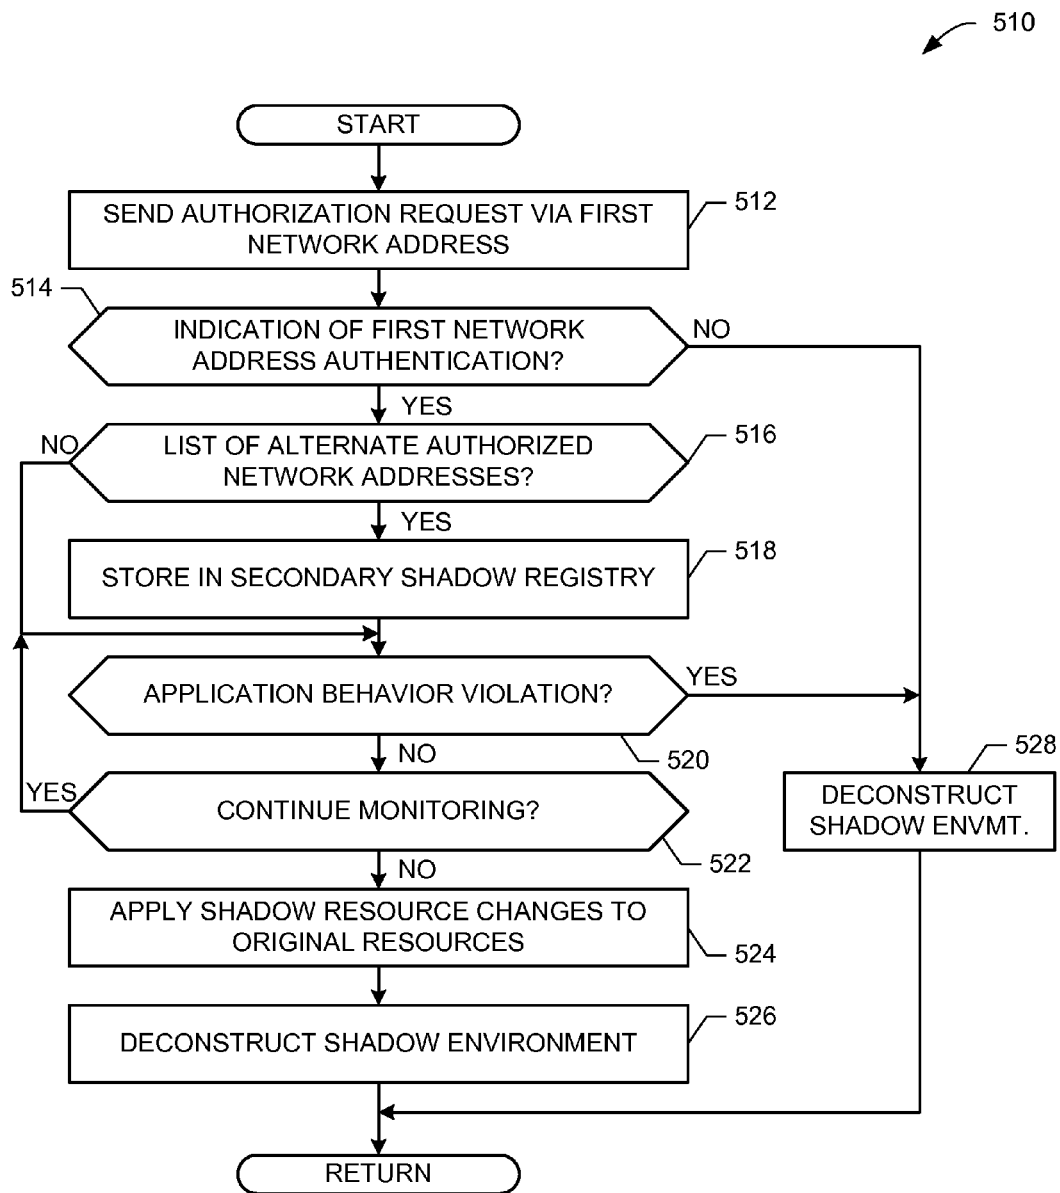 510
START
SEND AUTHORIZATION REQUEST VIA FIRST
NETWORK ADDRESS
512
514
INDICATION OF FIRST NETWORK
ADDRESS AUTHENTICATION?
NO
YES
NO
LIST OF ALTERNATE AUTHORIZED
NETWORK ADDRESSES?
516
YES
STORE IN SECONDARY SHADOW REGISTRY
518
APPLICATION BEHAVIOR VIOLATION?
YES
520
NO
YES
CONTINUE MONITORING?
522
528
DECONSTRUCT
SHADOW ENVMT.
NO
APPLY SHADOW RESOURCE CHANGES TO
ORIGINAL RESOURCES
524
DECONSTRUCT SHADOW ENVIRONMENT
526
RETURN